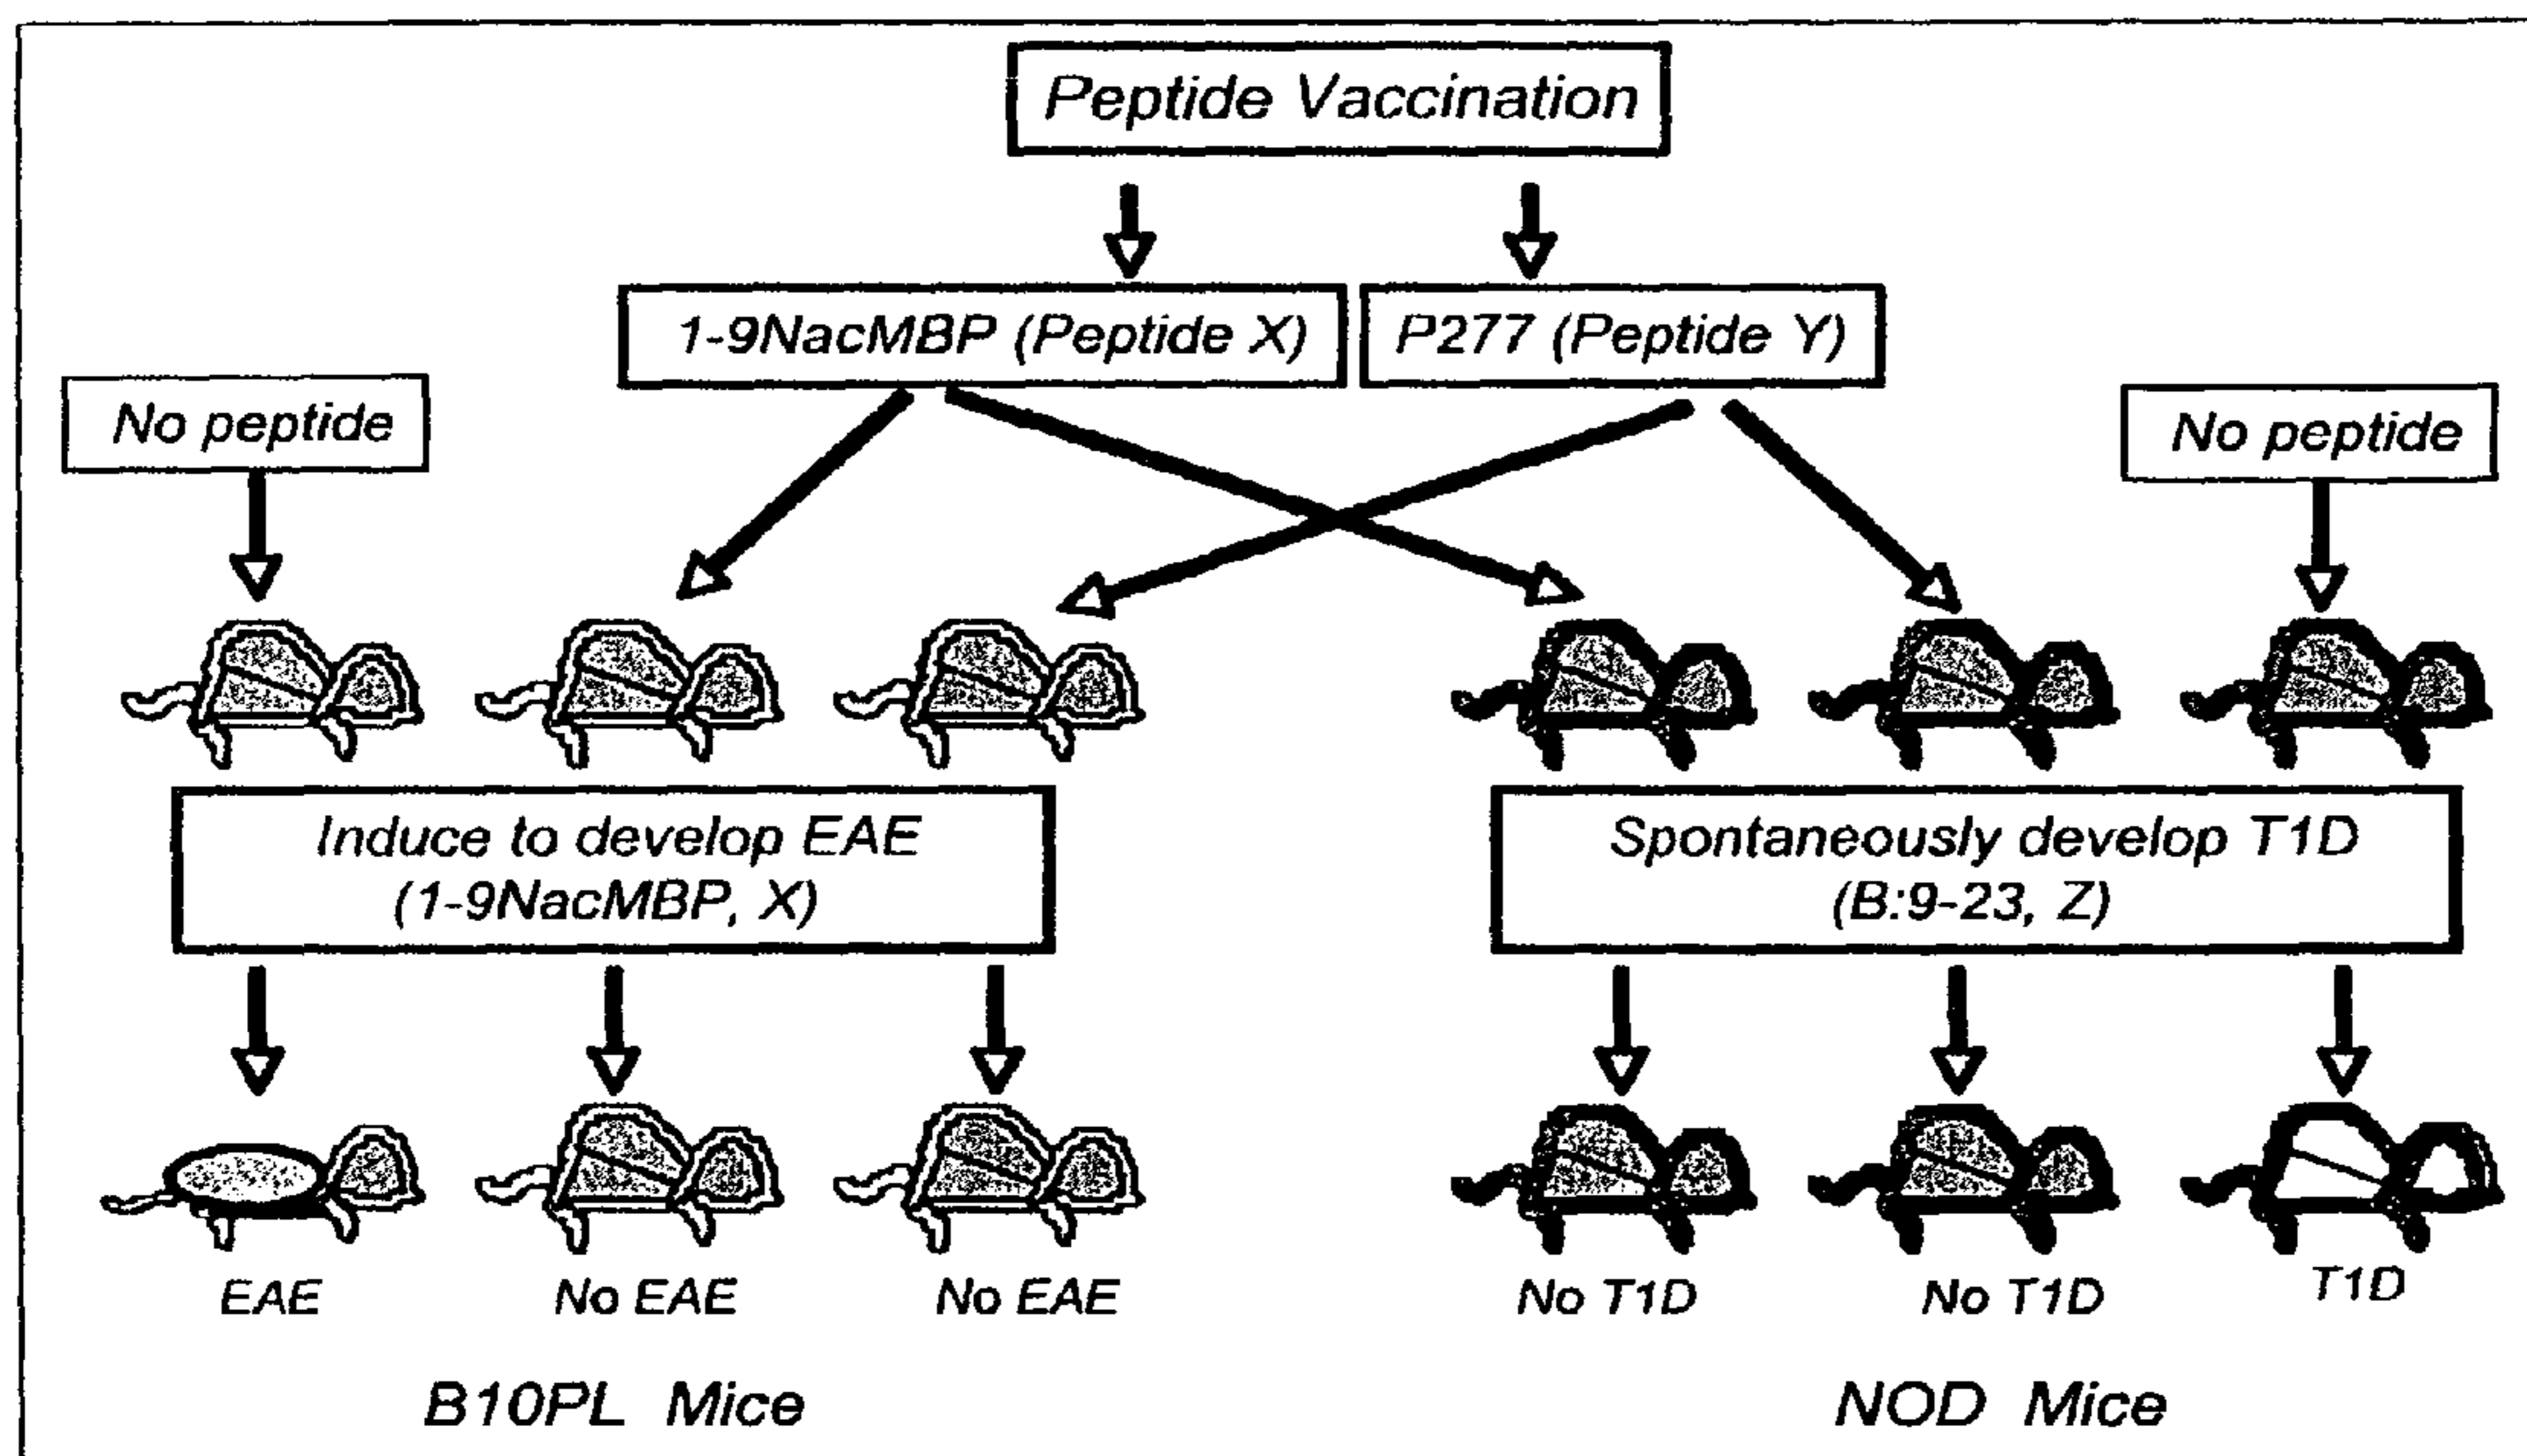 Peptide Vaccination
1-9NacMBP (Peptide X)
P277 (Peptide Y)
No peptide
No peptide
Induce to develop EAE
(1-9NacMBP, X)
Spontaneously develop T1D
(B:9-23, Z)
EAE
No EAE
No EAE
No T1D
No T1D
T1D
B10PL Mice
NOD Mice